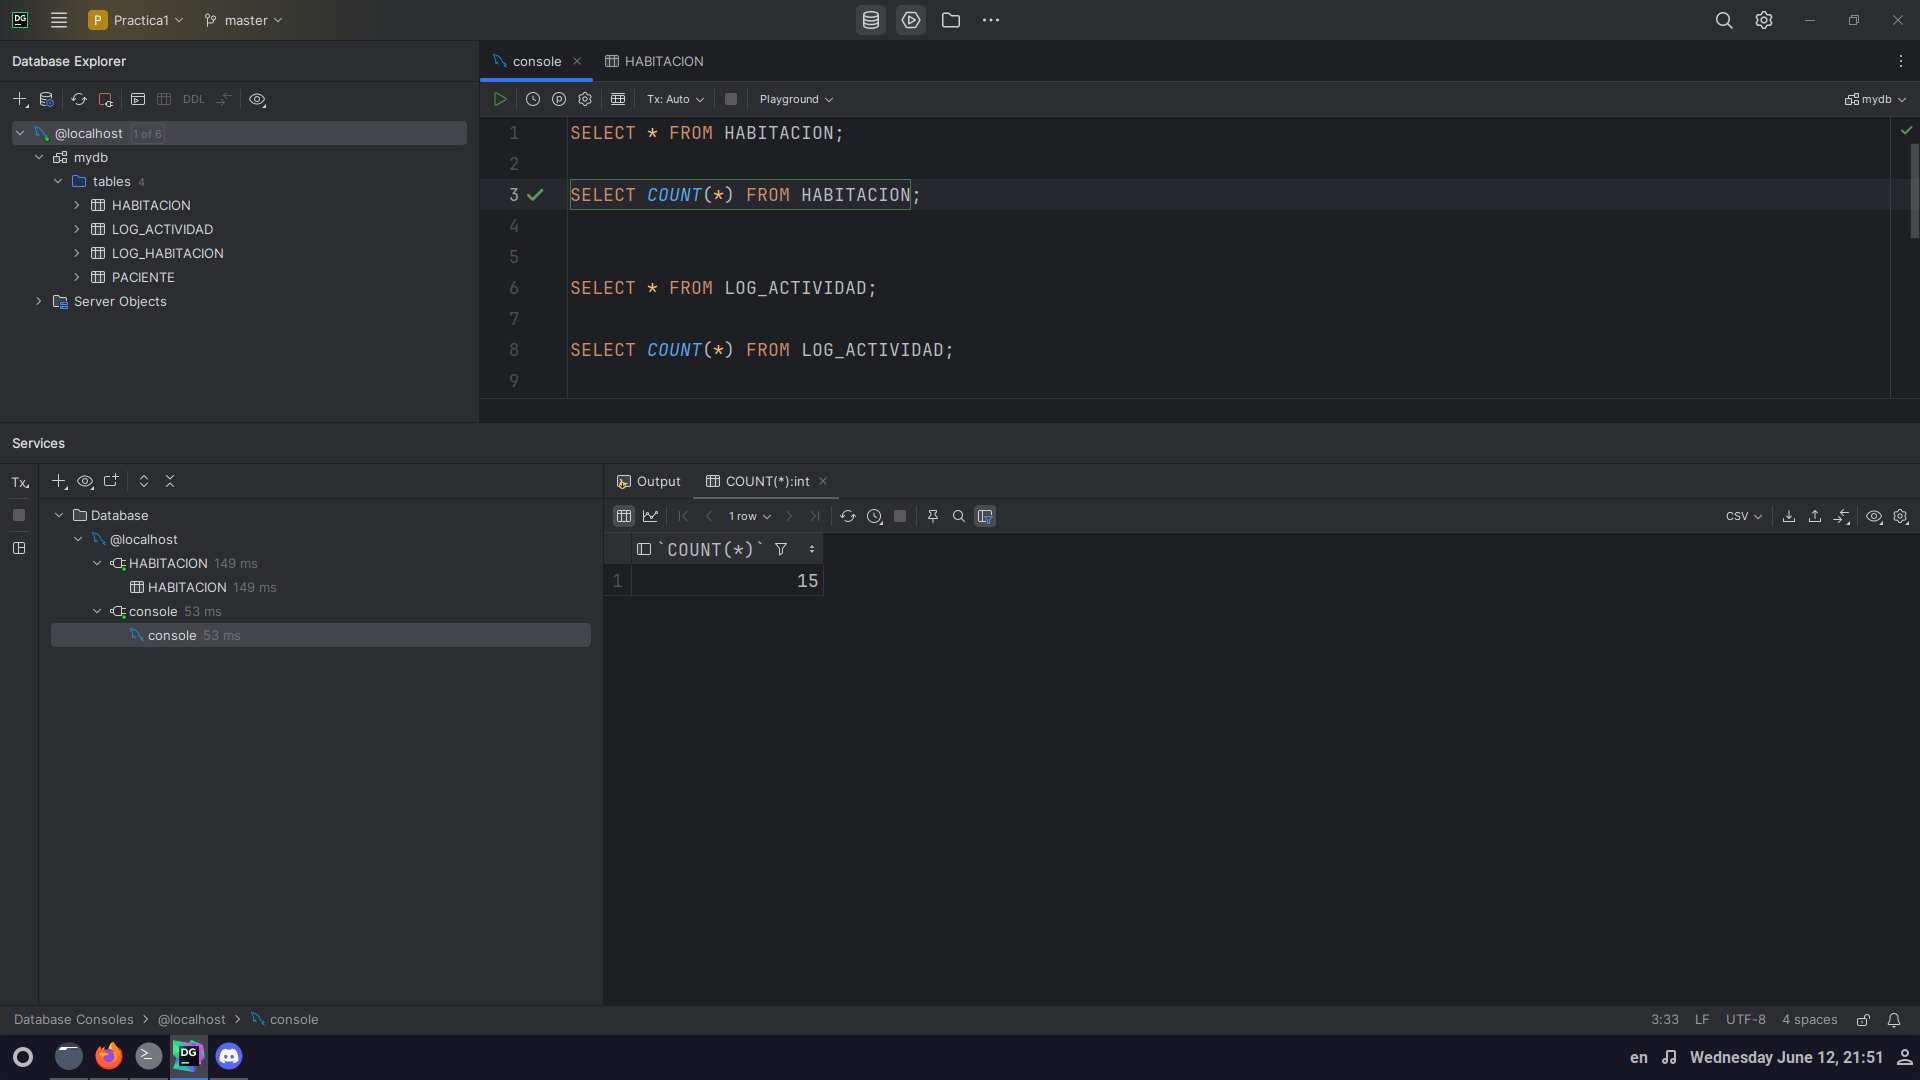 DG
P Practica1 master
Database Explorer
DDL
@localhost 1 of 6
mydb
tables 4
HABITACION
LOG_ACTIVIDAD
LOG_HABITACION
PACIENTE
Server Objects
console HABITACION
Tx: Auto Playground mydb
1 SELECT * FROM HABITACION;
2
3 SELECT COUNT(*) FROM HABITACION;
4
5
6 SELECT * FROM LOG_ACTIVIDAD;
7
8 SELECT COUNT(*) FROM LOG_ACTIVIDAD;
9
Services
Tx
Database
@localhost
HABITACION 149 ms
HABITACION 149 ms
console 53 ms
console 53 ms
Output COUNT(*):int
1 row CSV
`COUNT(*)`
1 15
Database Consoles > @localhost > console
3:33 LF UTF-8 4 spaces
DG
en Wednesday June 12, 21:51